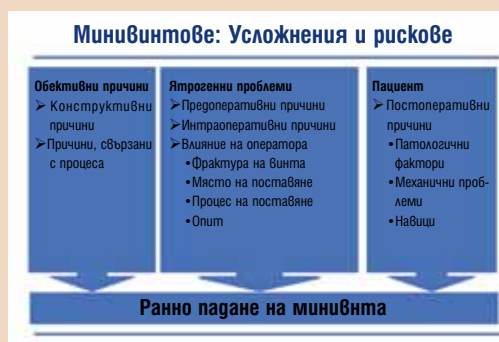 Минивинтове: Усложнения и рискове
Обективни причини
➢ Конструктивни
причини
➢Причини, свързани
с процеса
Ятрогенни проблеми
➢Предоперативни причини
➢Интраоперативни причини
➢Влияние на оператора
•Фрактура на винта
•Място на поставяне
•Процес на поставяне
•Опит
Пациент
➢ Постоперативни
причини
•Патологични
фактори
•Механични проб-
леми
•Навици
Ранно падане на минивнта